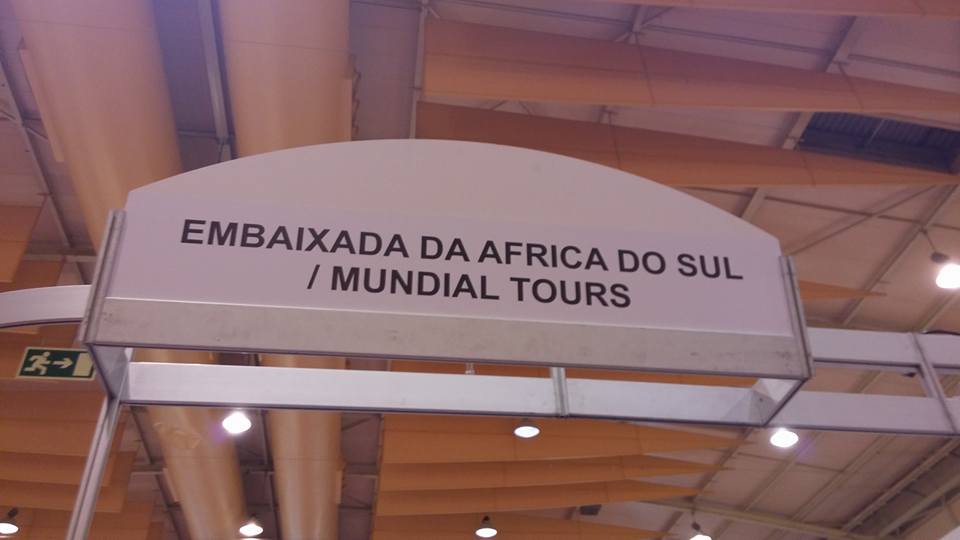 EMBAIXADA DA AFRICA DO SUL
/ MUNDIAL TOURS